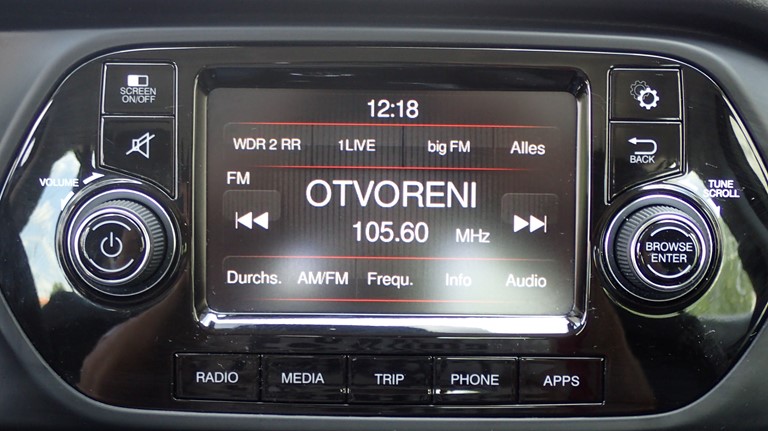 SCREEN
ON/OFF
VOLUME
12:18
WDR 2 RR 1LIVE big FM Alles
FM
OTVORENI
105.60 MHz
Durchs. AM/FM Frequ. Info Audio
BACK
TUNE
SCROLL
BROWSE
ENTER
RADIO MEDIA TRIP PHONE APPS